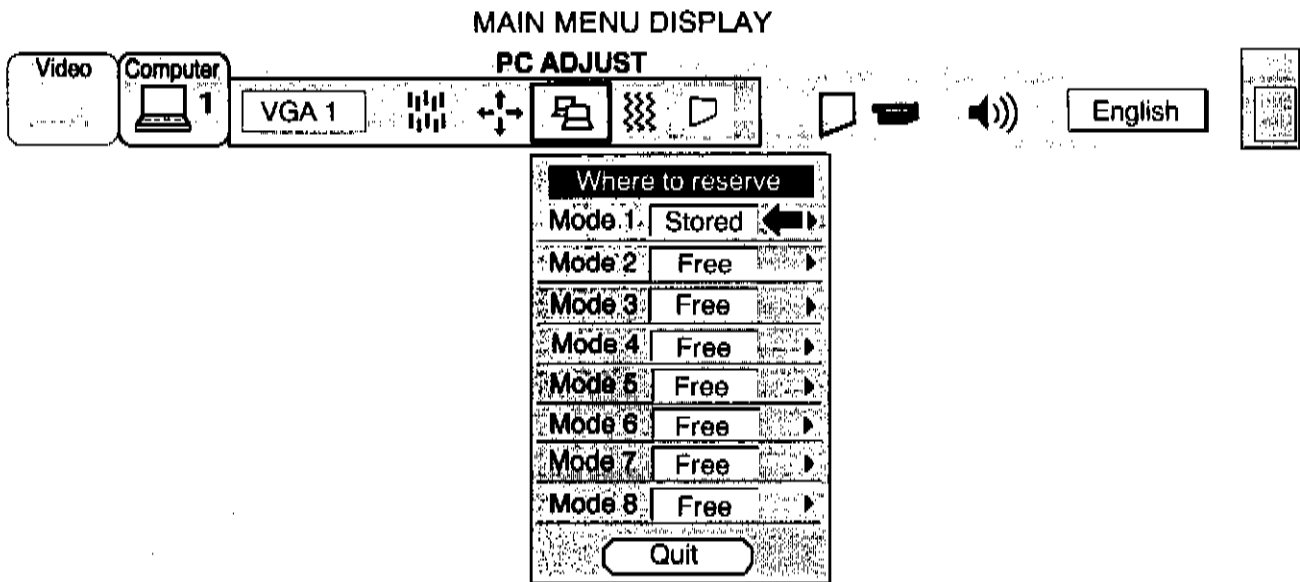 MAIN MENU DISPLAY
PC ADJUST
Video
Computer
1
VGA 1
English
Where to reserve
Mode 1 Stored
Mode 2 Free
Mode 3 Free
Mode 4 Free
Mode 5 Free
Mode 6 Free
Mode 7 Free
Mode 8 Free
Quit